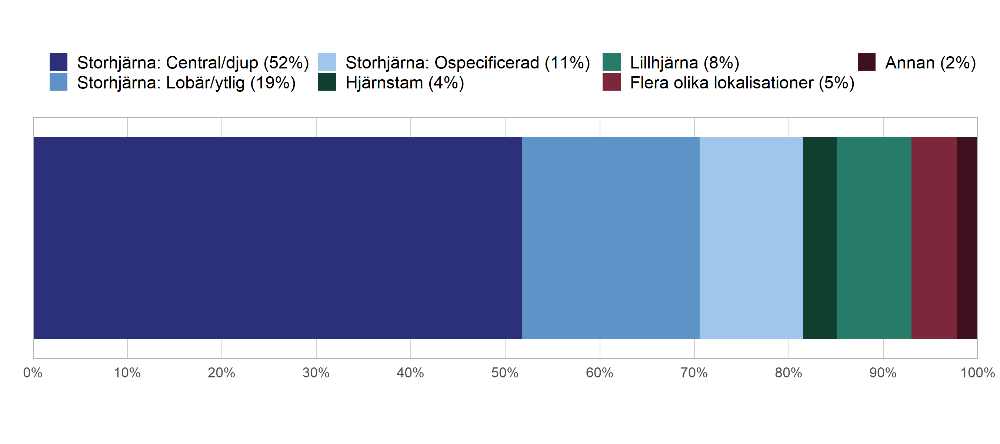 Storhjärna: Central/djup (52%) Storhjärna: Ospecificerad (11%) Lillhjärna (8%) Annan (2%)
Storhjärna: Lobär/ytlig (19%) Hjärnstam (4%) Flera olika lokalisationer (5%)
0% 10% 20% 30% 40% 50% 60% 70% 80% 90% 100%